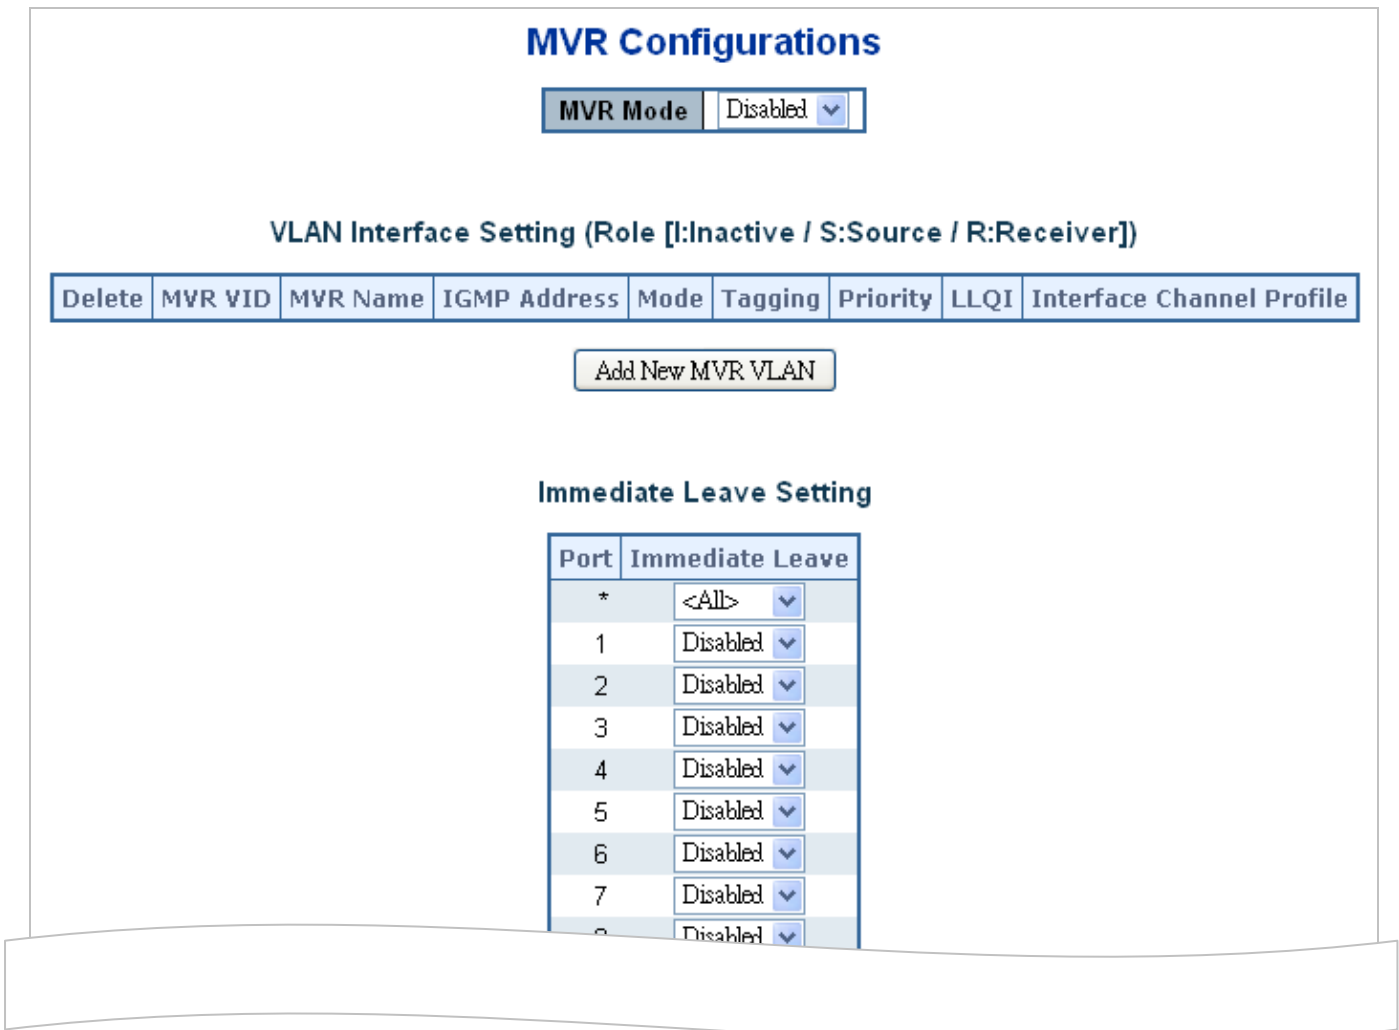 MVR Configurations
MVR Mode Disabled
VLAN Interface Setting (Role [I:Inactive / S:Source / R:Receiver])
Delete MVR VID MVR Name IGMP Address Mode Tagging Priority LLQI Interface Channel Profile
Add New MVR VLAN
Immediate Leave Setting
Port Immediate Leave
* <All>
1 Disabled
2 Disabled
3 Disabled
4 Disabled
5 Disabled
6 Disabled
7 Disabled
Disabled